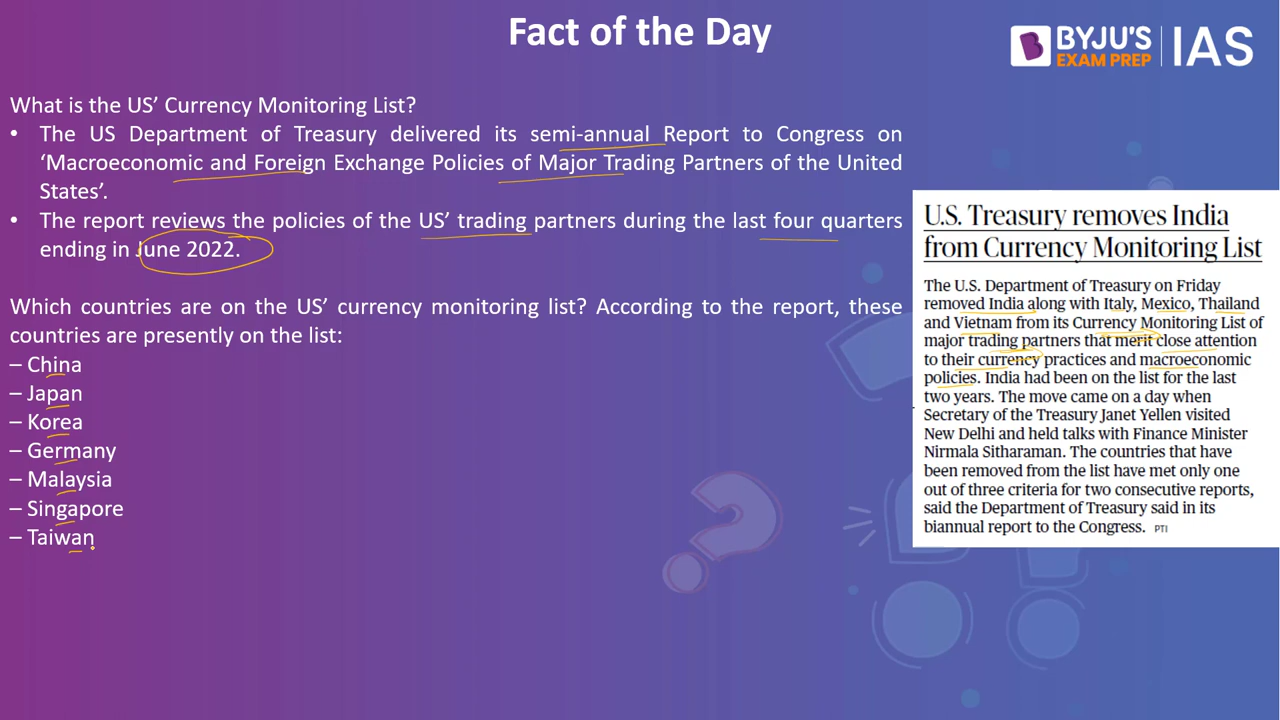 Fact of the Day
BYJU'S
EXAM PREP
IAS
What is the US' Currency Monitoring List?
• The US Department of Treasury delivered its semi-annual Report to Congress on
'Macroeconomic and Foreign Exchange Policies of Major Trading Partners of the United
States'.
• The report reviews the policies of the US' trading partners during the last four quarters
ending in June 2022.
Which countries are on the US' currency monitoring list? According to the report, these
countries are presently on the list:
– China
– Japan
– Korea
– Germany
– Malaysia
– Singapore
– Taiwan
U.S. Treasury removes India
from Currency Monitoring List
The U.S. Department of Treasury on Friday
removed India along with Italy, Mexico, Thailand
and Vietnam from its Currency Monitoring List of
major trading partners that merit close attention
to their currency practices and macroeconomic
policies. India had been on the list for the last
two years. The move came on a day when
Secretary of the Treasury Janet Yellen visited
New Delhi and held talks with Finance Minister
Nirmala Sitharaman. The countries that have
been removed from the list have met only one
out of three criteria for two consecutive reports,
said the Department of Treasury said in its
biannual report to the Congress. PTI